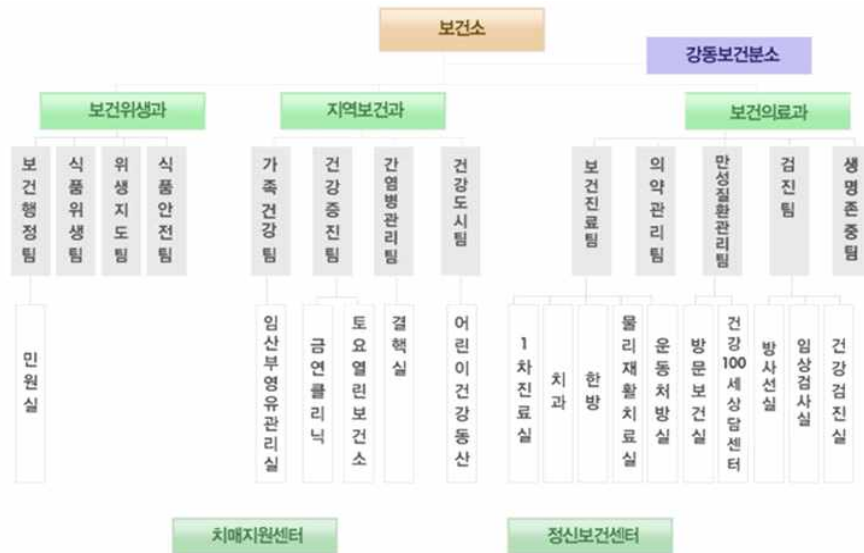 보건소
강동보건분소
보건위생과
지역보건과
보건의료과
보건행정팀
식품위생팀
위생지도팀
식품안전팀
가족건강팀
건강증진팀
간염병관리팀
건강도시팀
보건진료팀
의약관리팀
만성질환관리팀
검진팀
생명존중팀
민원실
임산부영유관리실
금연클리닉
토요열린보건소
결핵실
어린이건강동산
1차진료실
치과
한방
물리재활치료실
운동처방실
방문보건실
건강100세상담센터
방사선실
임상검사실
건강검진실
치매지원센터
정신보건센터